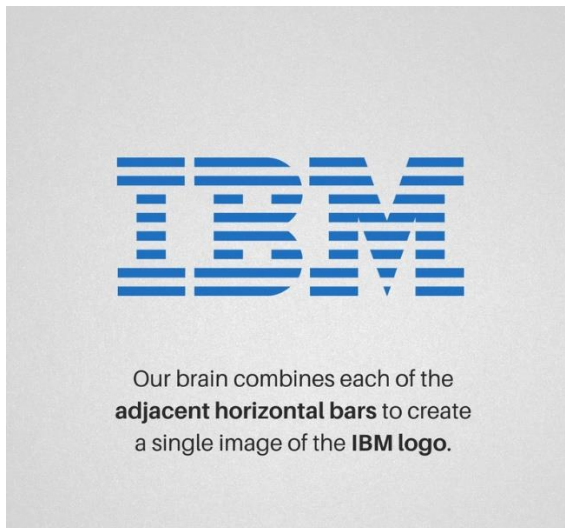 IBM
Our brain combines each of the
adjacent horizontal bars to create
a single image of the IBM logo.